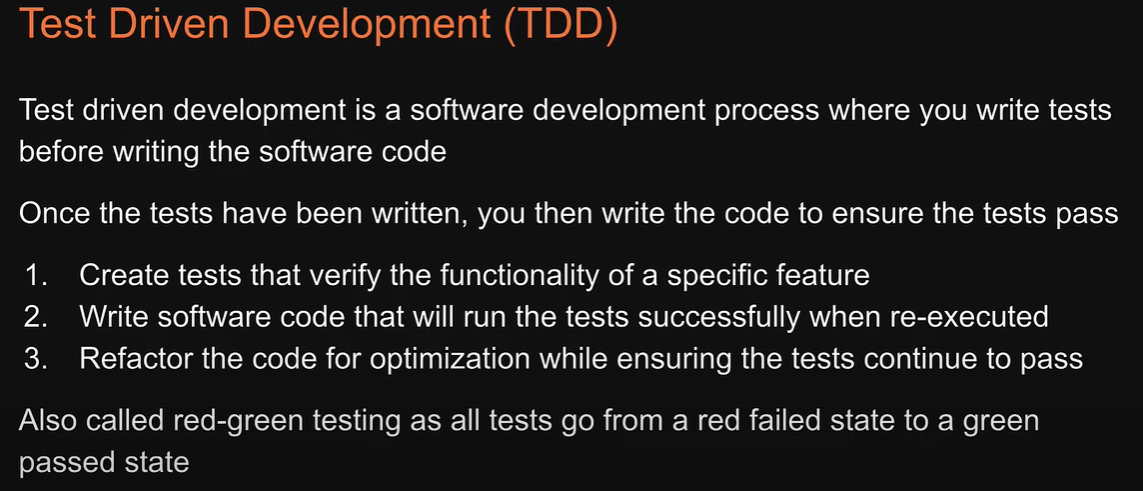 Test Driven Development (TDD)
Test driven development is a software development process where you write tests
before writing the software code
Once the tests have been written, you then write the code to ensure the tests pass
1. Create tests that verify the functionality of a specific feature
2. Write software code that will run the tests successfully when re-executed
3. Refactor the code for optimization while ensuring the tests continue to pass
Also called red-green testing as all tests go from a red failed state to a green
passed state